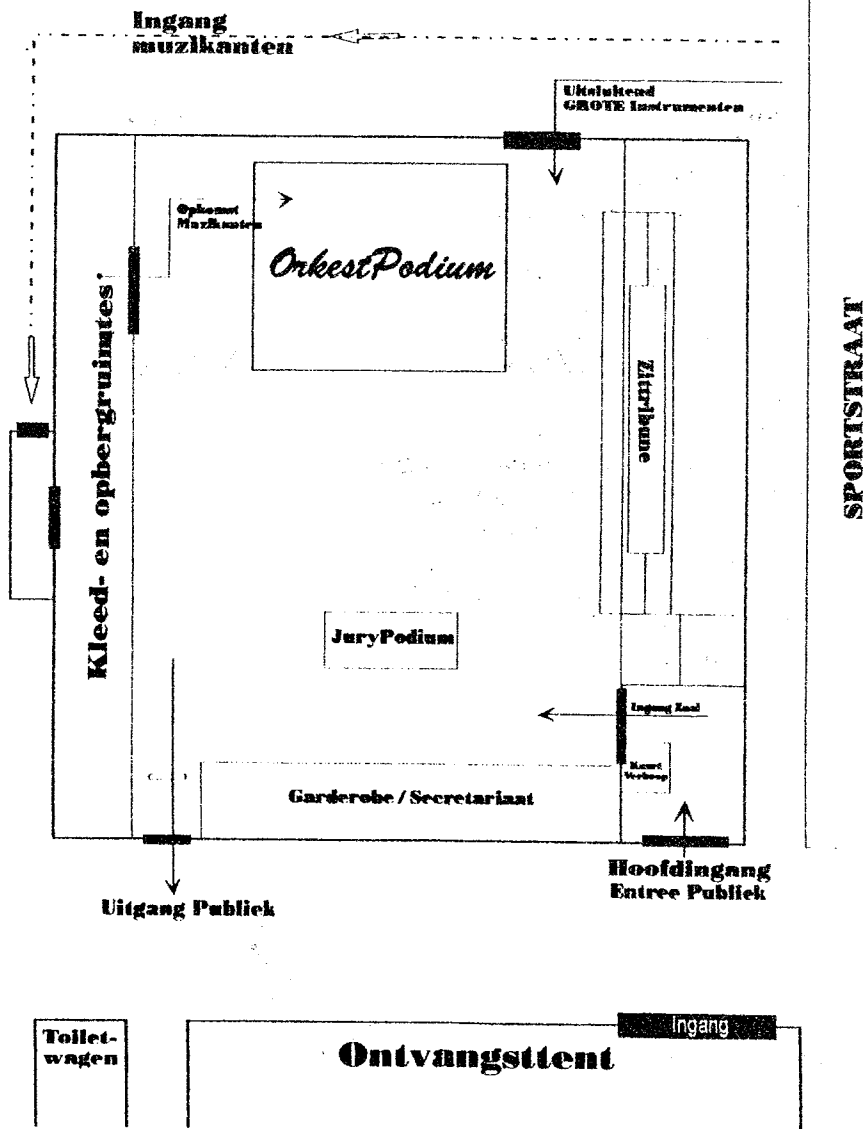 Ingang
muzikanten
Uitsluitend
GROTE Instrumenten
Opkomst
Muzikanten
OrkestPodium
Kleed- en opbergruimtes
Zittribune
SPORTSTRAAT
JuryPodium
Ingang Zaal
Kaart
Verkoop
Garderobe / Secretariaat
Hoofdingang
Entree Publiek
Uitgang Publiek
Toilet-
wagen
Ingang
Ontvangsttent